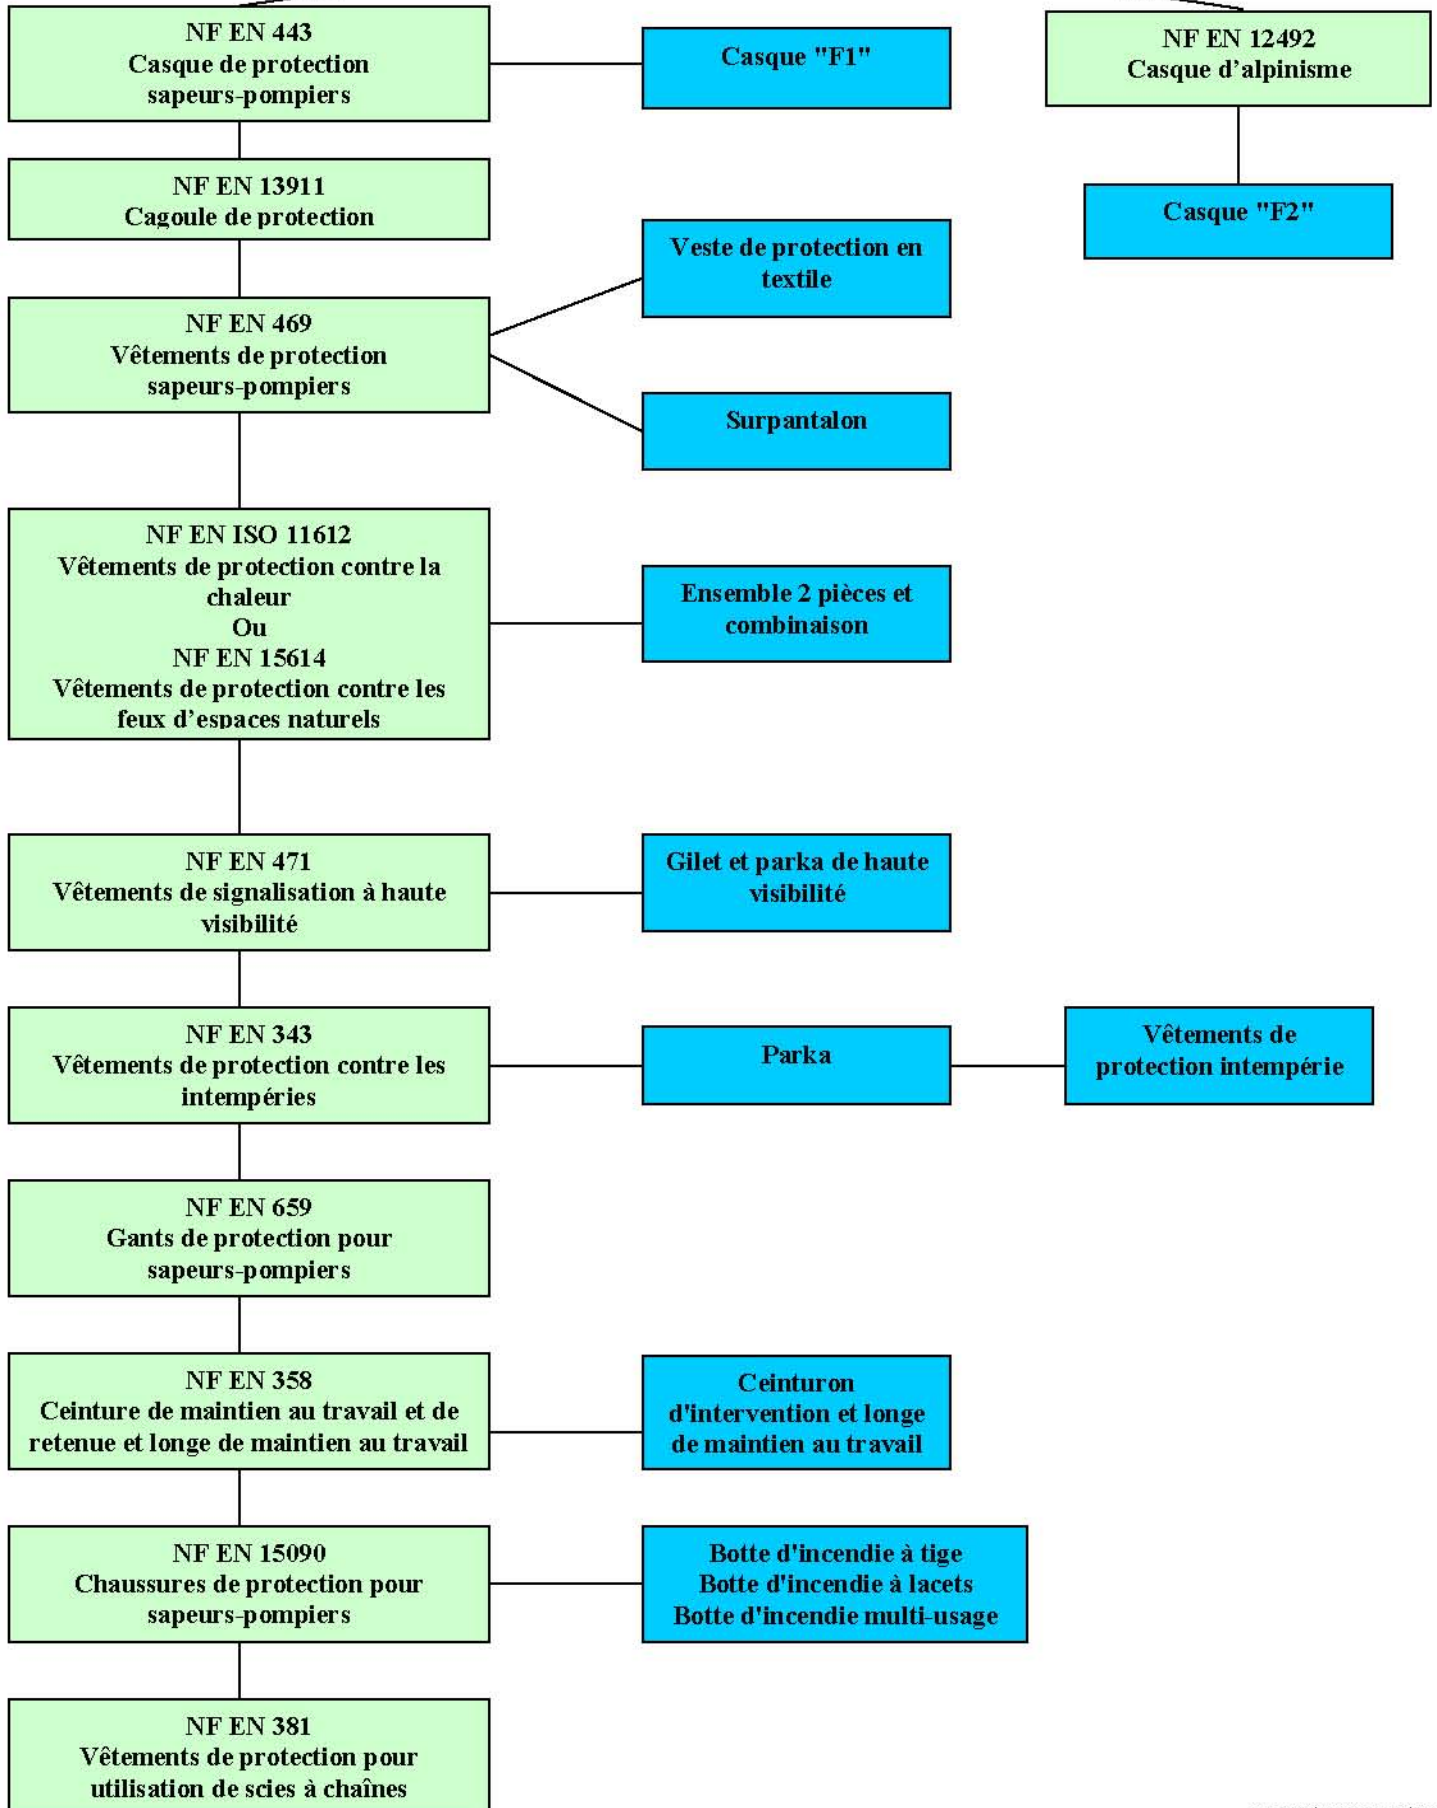 NF EN 443
Casque de protection
sapeurs-pompiers
Casque "F1"
NF EN 12492
Casque d’alpinisme
NF EN 13911
Cagoule de protection
Casque "F2"
Veste de protection en
textile
NF EN 469
Vêtements de protection
sapeurs-pompiers
Surpantalon
NF EN ISO 11612
Vêtements de protection contre la
chaleur
Ou
NF EN 15614
Vêtements de protection contre les
feux d’espaces naturels
Ensemble 2 pièces et
combinaison
NF EN 471
Vêtements de signalisation à haute
visibilité
Gilet et parka de haute
visibilité
NF EN 343
Vêtements de protection contre les
intempéries
Parka
Vêtements de
protection intempérie
NF EN 659
Gants de protection pour
sapeurs-pompiers
NF EN 358
Ceinture de maintien au travail et de
retenue et longe de maintien au travail
Ceinturon
d'intervention et longe
de maintien au travail
NF EN 15090
Chaussures de protection pour
sapeurs-pompiers
Botte d'incendie à tige
Botte d'incendie à lacets
Botte d'incendie multi-usage
NF EN 381
Vêtements de protection pour
utilisation de scies à chaînes